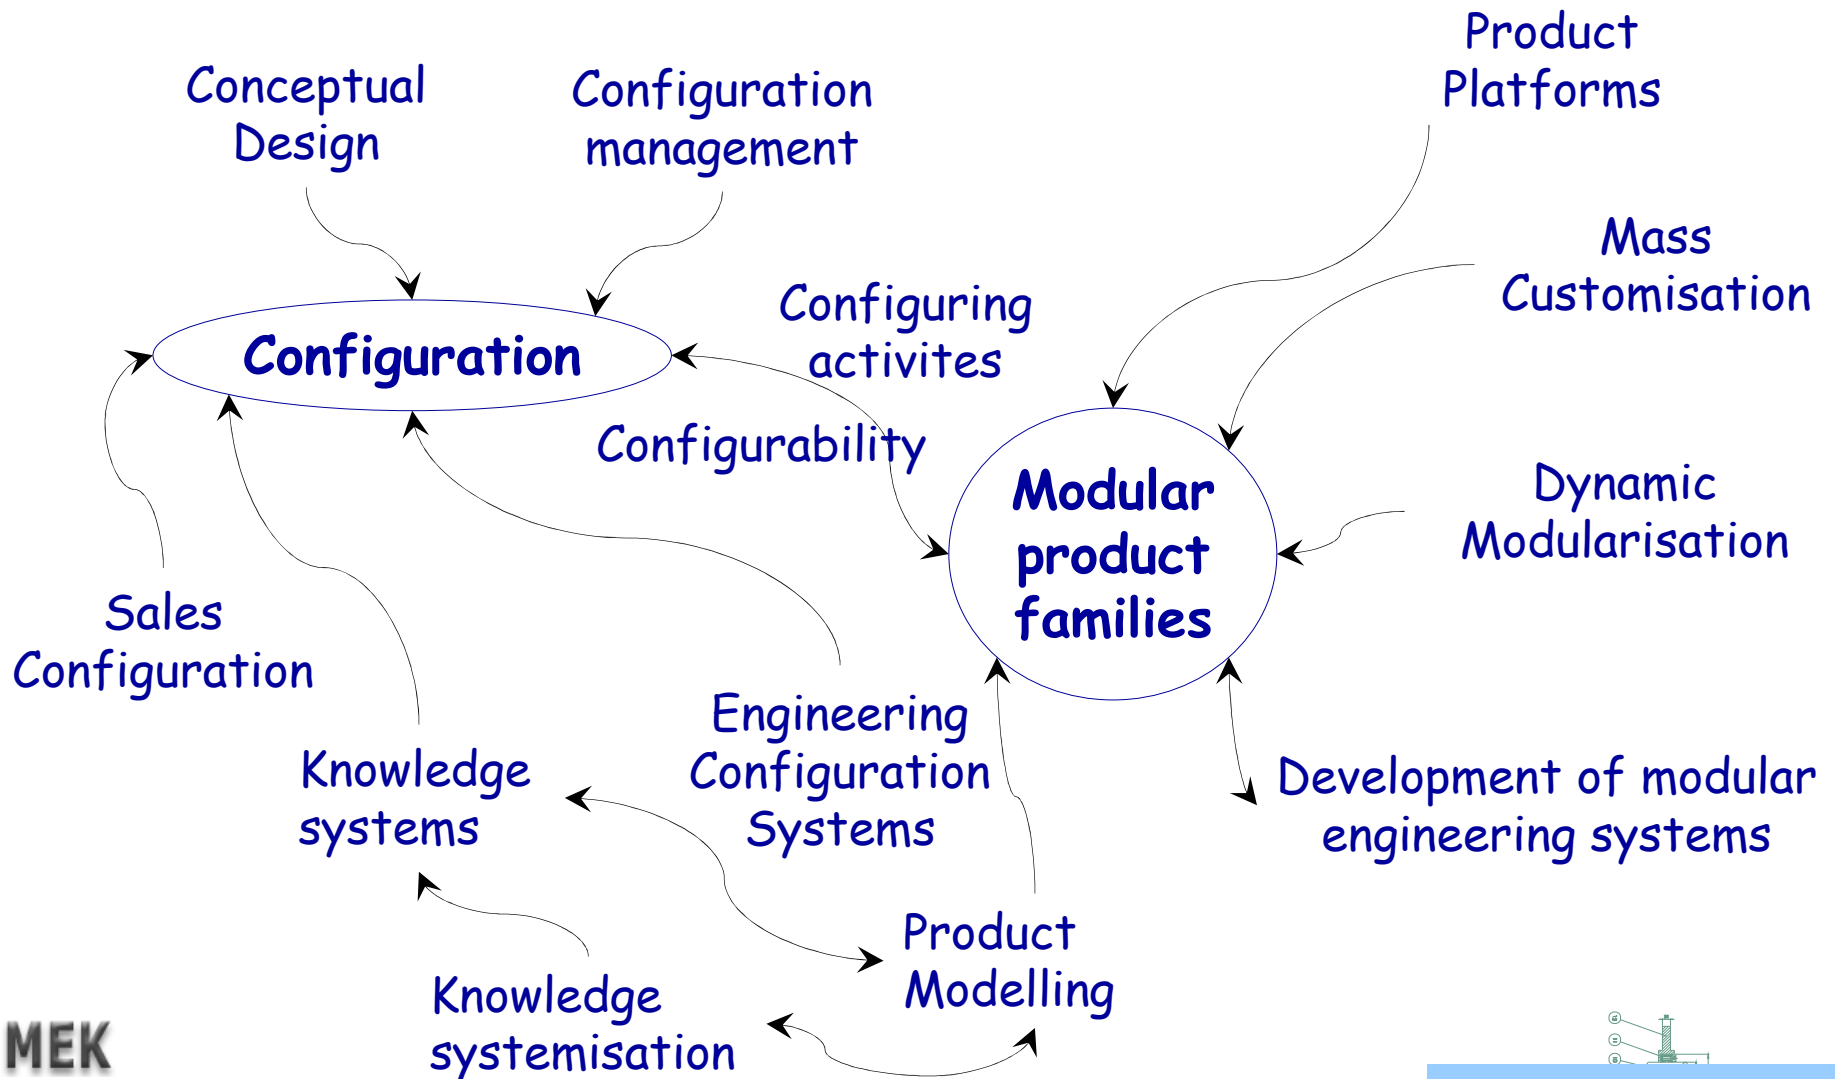 Product
Platforms
Conceptual
Design
Configuration
management
Mass
Customisation
Configuring
activites
Configuration
Configurability
Modular
product
families
Dynamic
Modularisation
Sales
Configuration
Engineering
Configuration
Systems
Knowledge
systems
Development of modular
engineering systems
Product
Modelling
Knowledge
systemisation
MEK